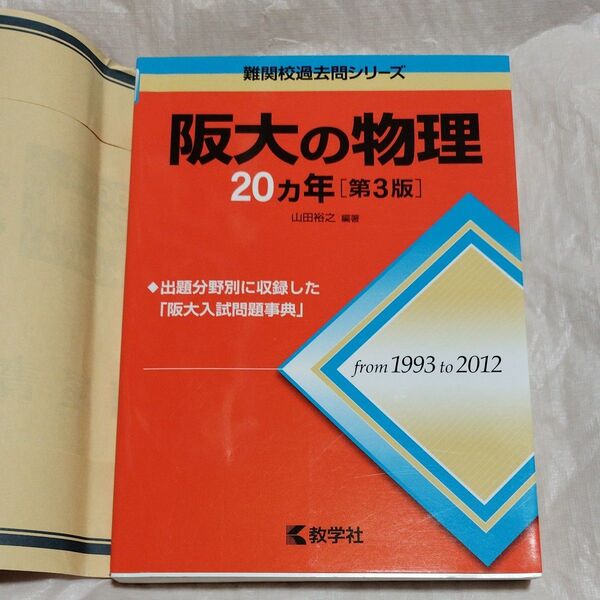 難関校過去問シリーズ
阪大の物理
20カ年[第3版]
山田裕之 編著
◆出題分野別に収録した
「阪大入試問題事典」
from 1993 to 2012
教学社